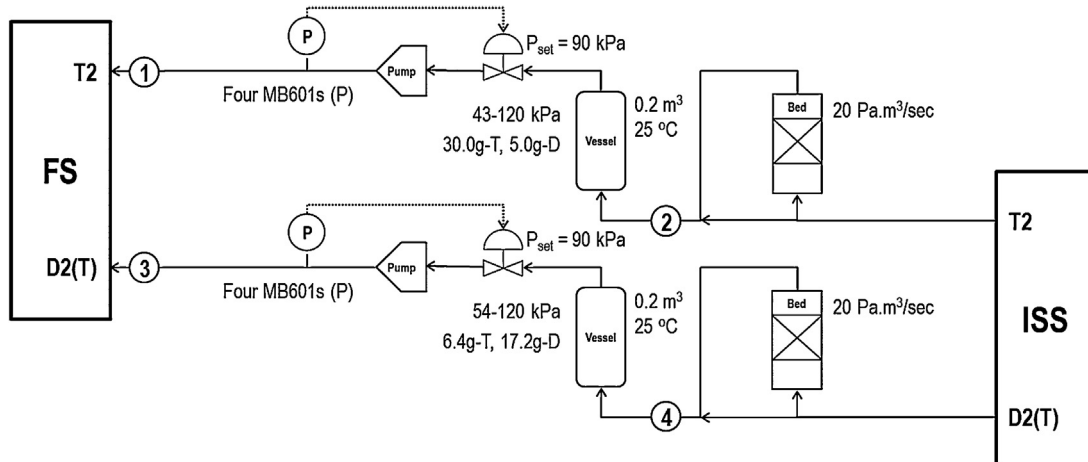 P
P_set = 90 kPa
T2
1
Pump
Four MB601s (P)
43-120 kPa
30.0g-T, 5.0g-D
Vessel
0.2 m³
25 ºC
Bed
20 Pa.m³/sec
FS
2
T2
P
P_set = 90 kPa
D2(T)
3
Pump
Four MB601s (P)
54-120 kPa
6.4g-T, 17.2g-D
Vessel
0.2 m³
25 ºC
Bed
20 Pa.m³/sec
ISS
4
D2(T)